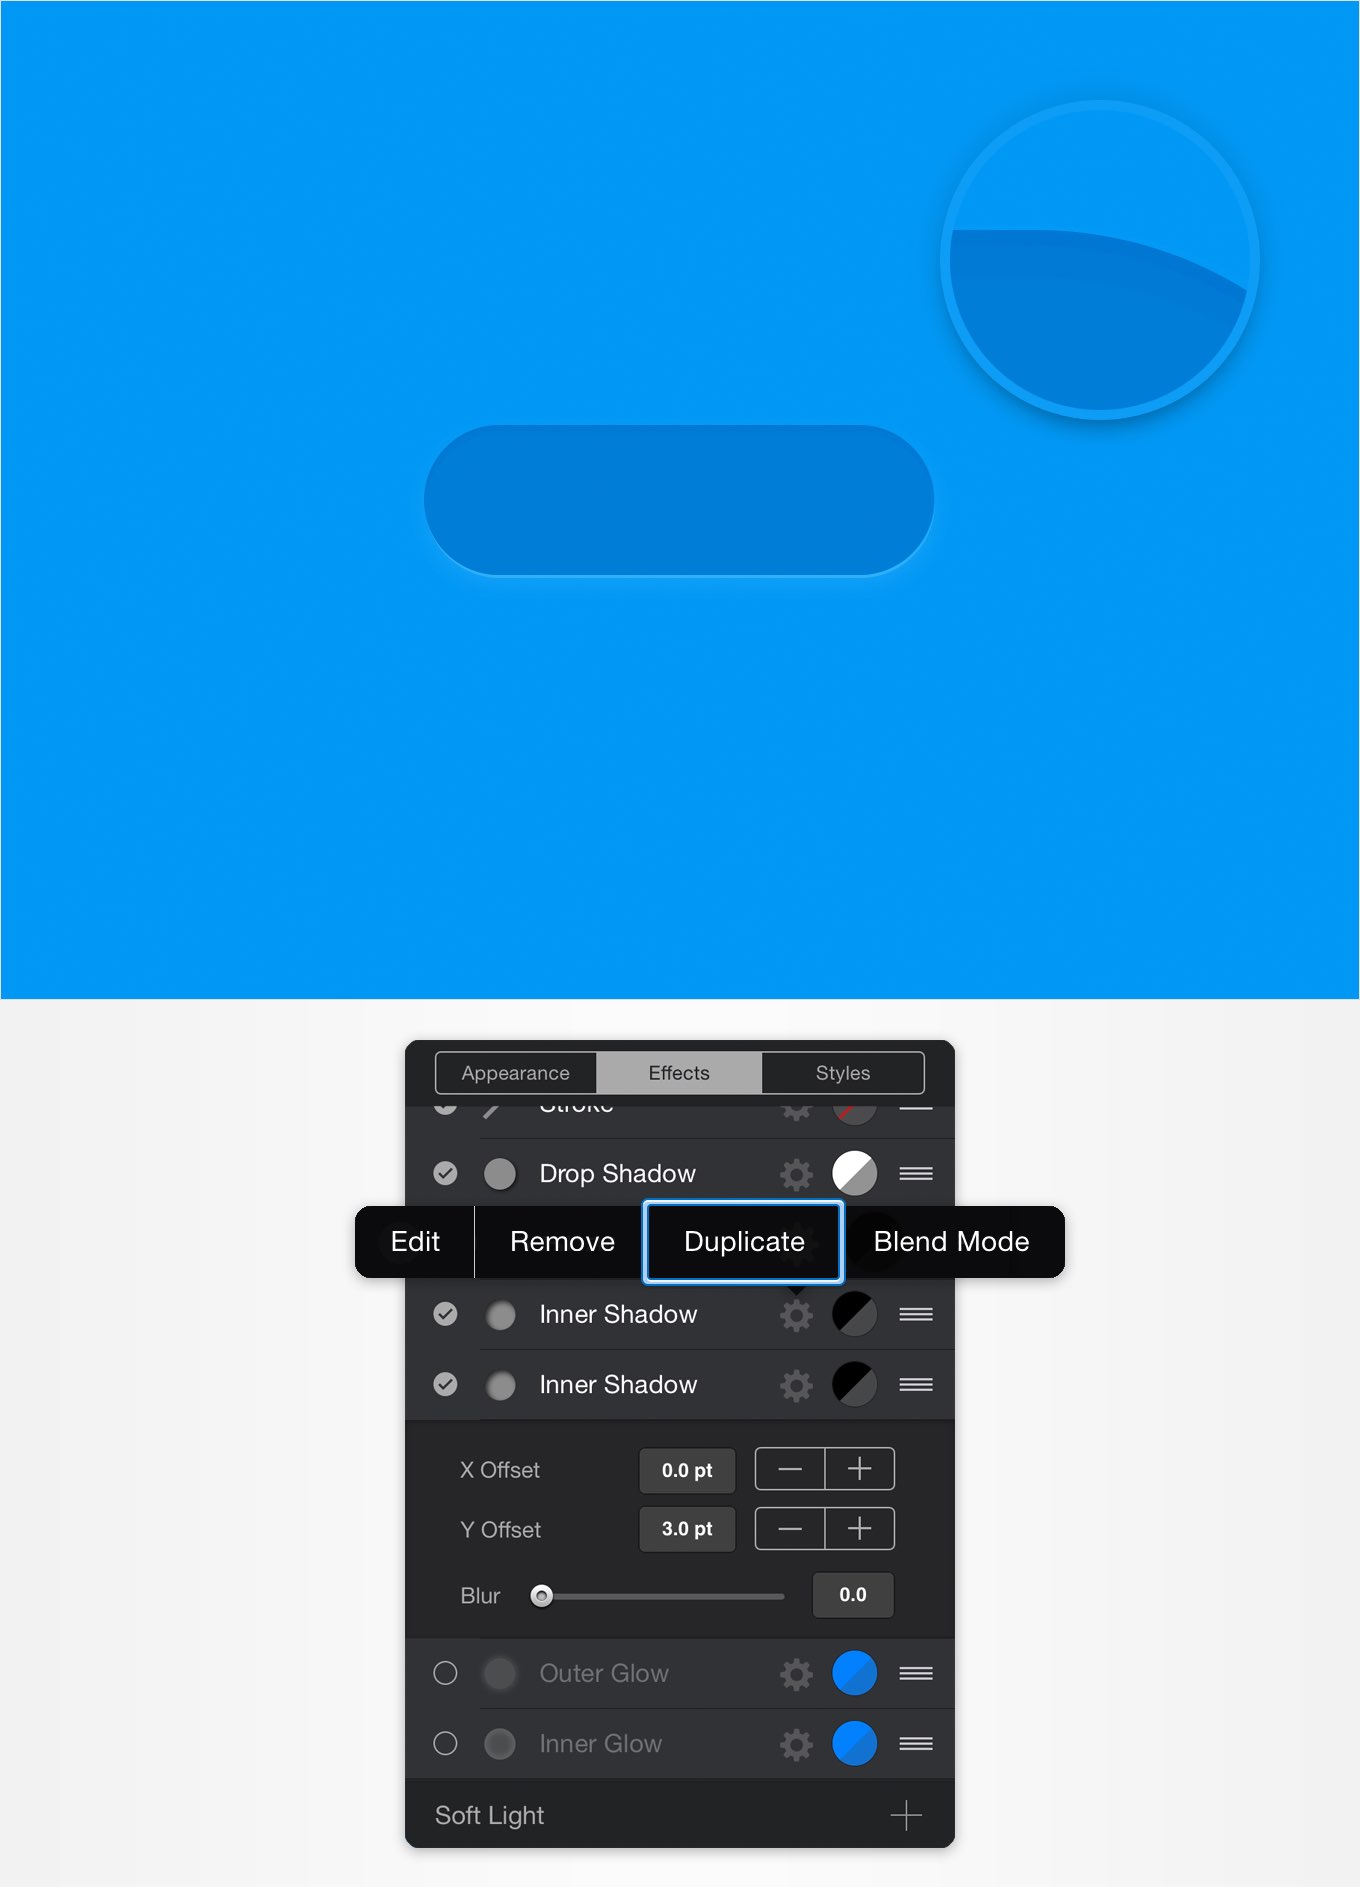 Appearance Effects Styles
Stroke
Drop Shadow
Edit Remove Duplicate Blend Mode
Inner Shadow
Inner Shadow
X Offset 0.0 pt
Y Offset 3.0 pt
Blur 0.0
Outer Glow
Inner Glow
Soft Light